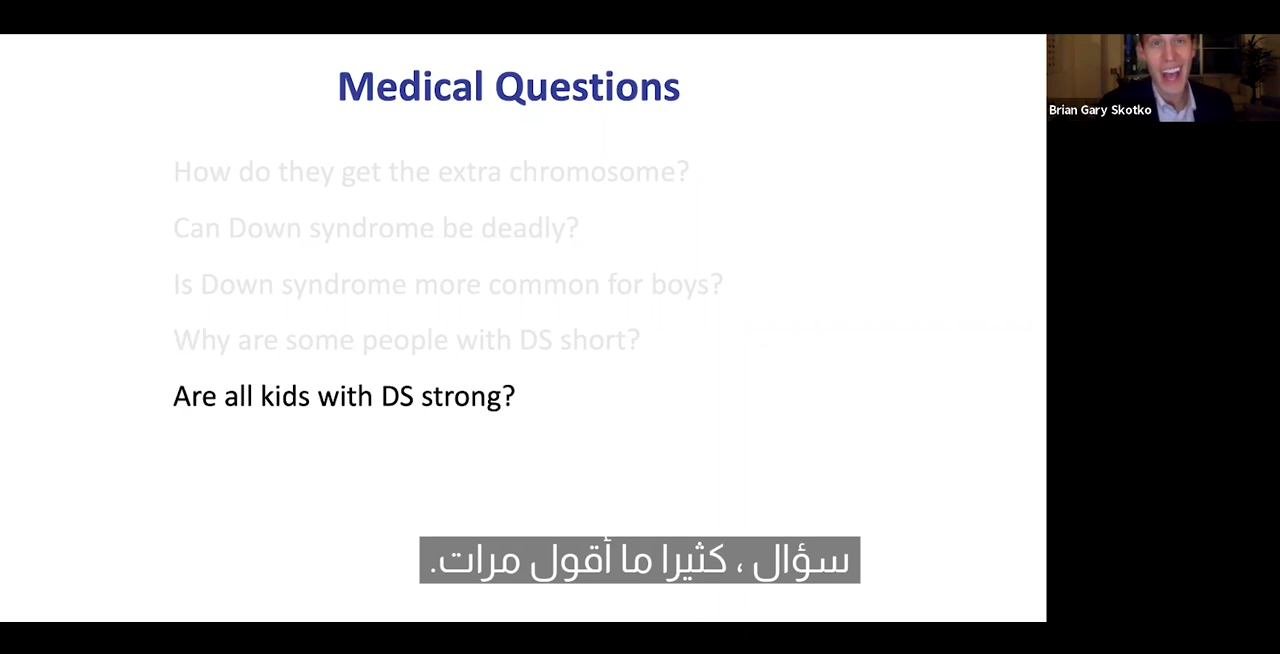 Medical Questions
Brian Gary Skotko
How do they get the extra chromosome?
Can Down syndrome be deadly?
Is Down syndrome more common for boys?
Why are some people with DS short?
Are all kids with DS strong?
سؤال ، كثيرا ما أقول مرات.